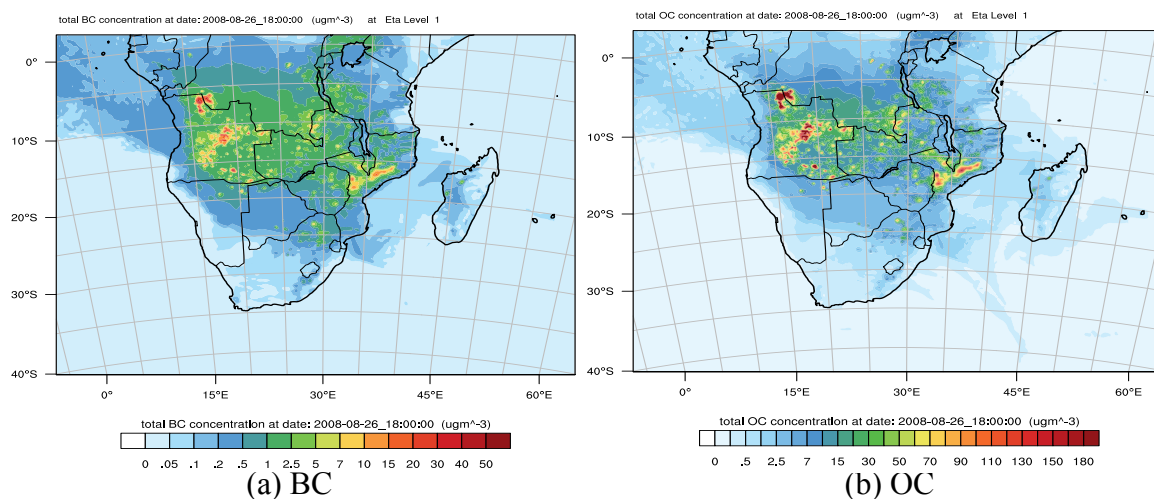 total BC concentration at date: 2008-08-26_18:00:00 (ugm^-3) at Eta Level 1
0°
10°S
20°S
30°S
40°S
0°
15°E
30°E
45°E
60°E
total BC concentration at date: 2008-08-26_18:00:00 (ugm^-3)
0 .05 .1 .2 .5 1 2.5 5 7 10 15 20 30 40 50
(a) BC
total OC concentration at date: 2008-08-26_18:00:00 (ugm^-3) at Eta Level 1
0°
10°S
20°S
30°S
40°S
0°
15°E
30°E
45°E
60°E
total OC concentration at date: 2008-08-26_18:00:00 (ugm^-3)
0 .5 2.5 7 15 30 50 70 90 110 130 150 180
(b) OC